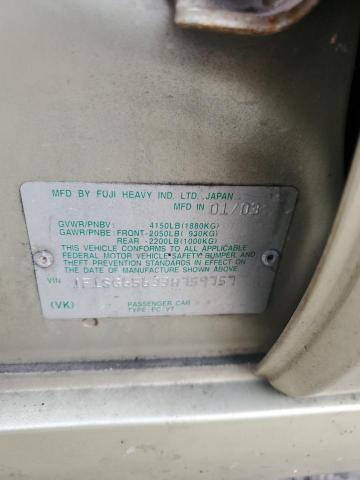 MFD BY FUJI HEAVY IND. LTD. JAPAN
MFD IN 01/03
GVWR/PNBV: 4150LB(1880KG)
GAWR/PNBE: FRONT-2050LB( 930KG)
REAR -2200LB(1000KG)
THIS VEHICLE CONFORMS TO ALL APPLICABLE
FEDERAL MOTOR VEHICLE SAFETY, BUMPER, AND
THEFT PREVENTION STANDARDS IN EFFECT ON
THE DATE OF MANUFACTURE SHOWN ABOVE.
VIN
(VK) PASSENGER CAR
TYPE:PC/VT